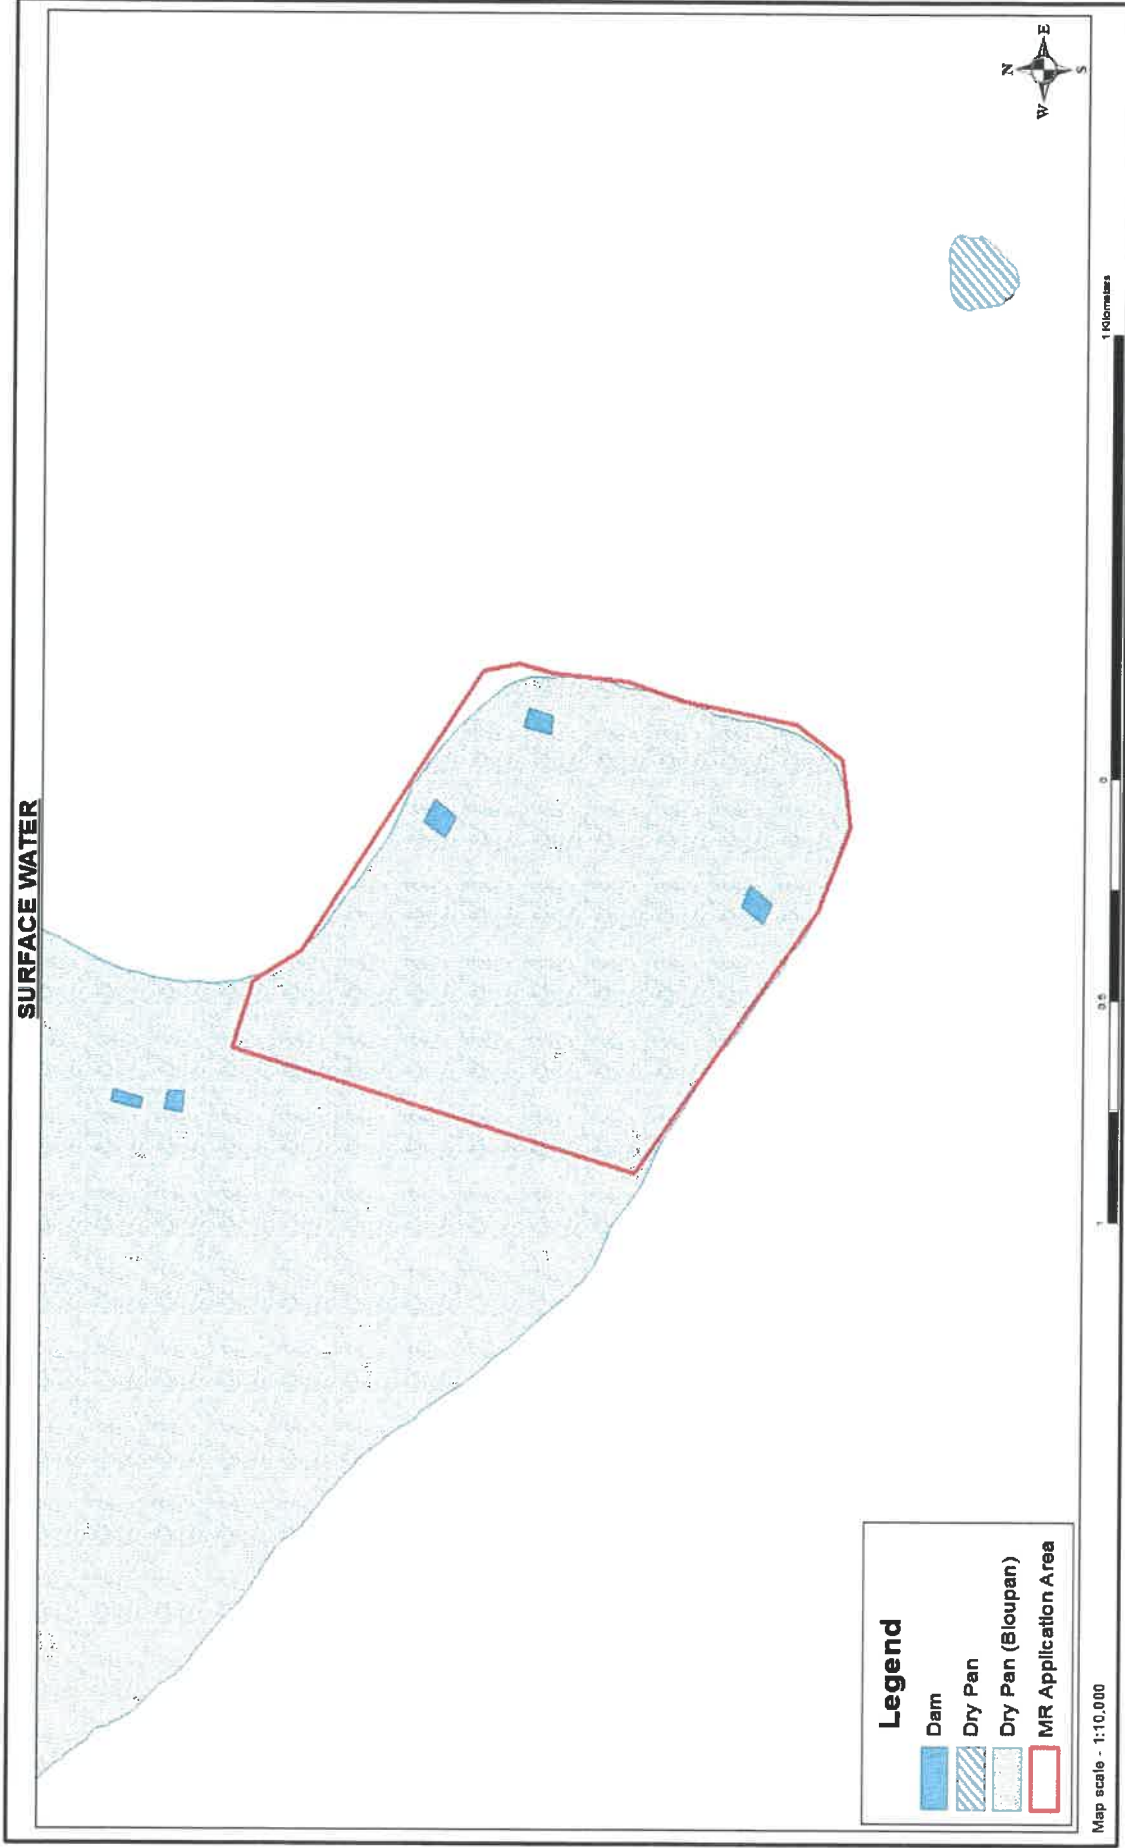 SURFACE WATER
N
W
E
S
Legend
Dam
Dry Pan
Dry Pan (Bloupan)
MR Application Area
Map scale - 1:10,000
1 0.5 0 1 Kilometers